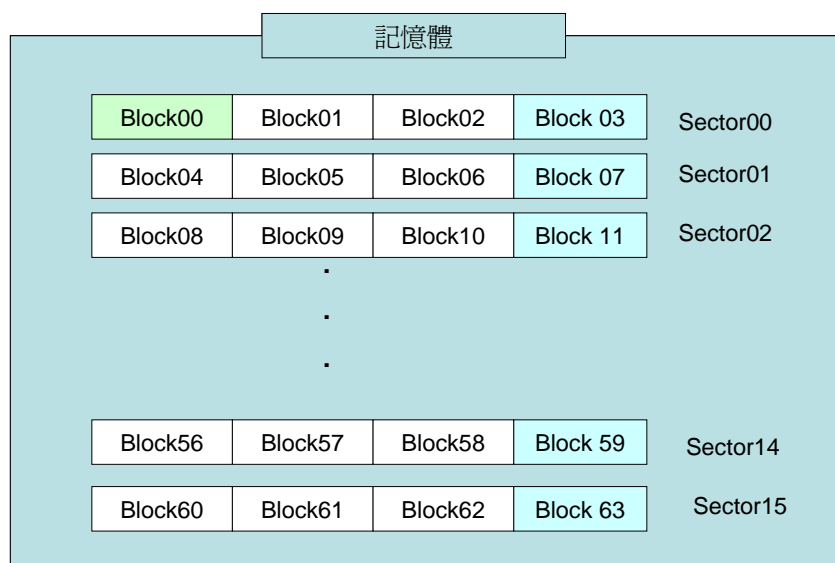 記憶體
Block00 Block01 Block02 Block 03 Sector00
Block04 Block05 Block06 Block 07 Sector01
Block08 Block09 Block10 Block 11 Sector02
.
.
.
Block56 Block57 Block58 Block 59 Sector14
Block60 Block61 Block62 Block 63 Sector15